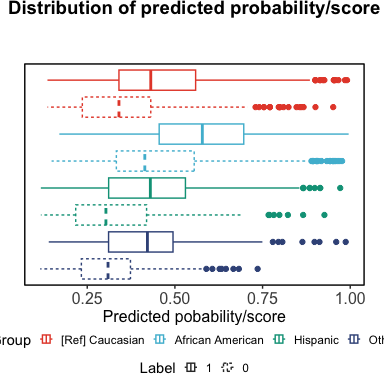 Distribution of predicted probability/score
0.25 0.50 0.75 1.00
Predicted pobability/score
Group [Ref] Caucasian African American Hispanic Oth
Label 1 0